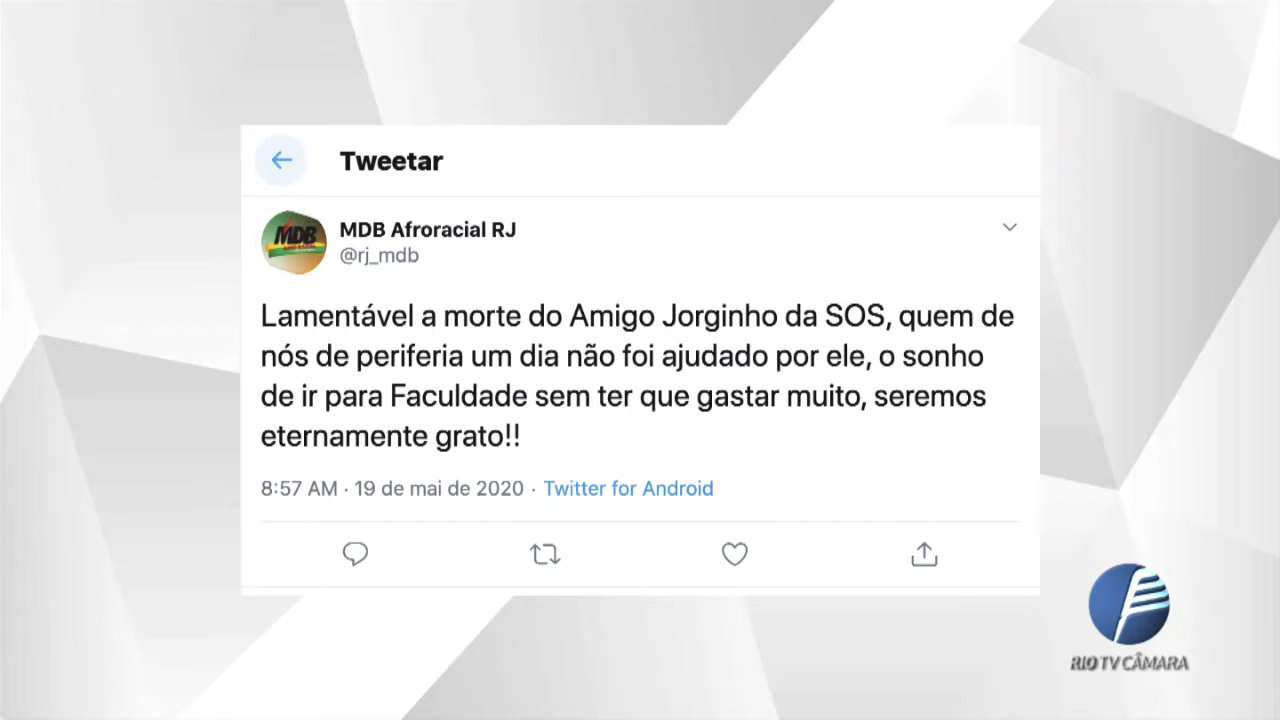 Tweetar
MDB
MDB Afroracial RJ
@rj_mdb
Lamentável a morte do Amigo Jorginho da SOS, quem de
nós de periferia um dia não foi ajudado por ele, o sonho
de ir para Faculdade sem ter que gastar muito, seremos
eternamente grato!!
8:57 AM · 19 de mai de 2020 · Twitter for Android
RIO TV CÂMARA